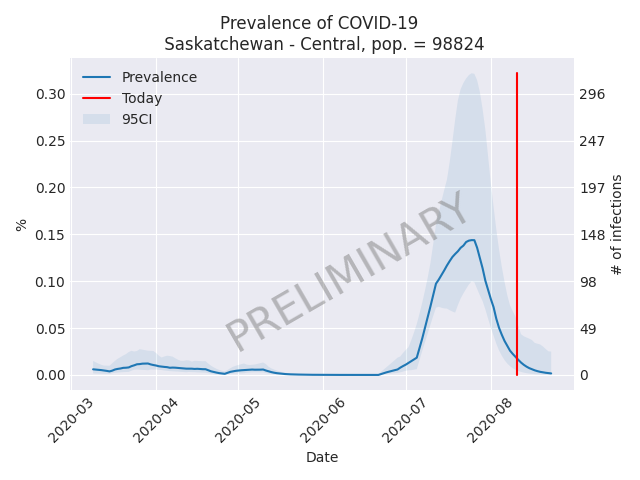 Prevalence of COVID-19
Saskatchewan - Central, pop. = 98824
Prevalence
Today
95CI
0.30
0.25
0.20
0.15
0.10
0.05
0.00
%
296
247
197
148
98
49
0
# of infections
PRELIMINARY
2020-03
2020-04
2020-05
2020-06
2020-07
2020-08
Date